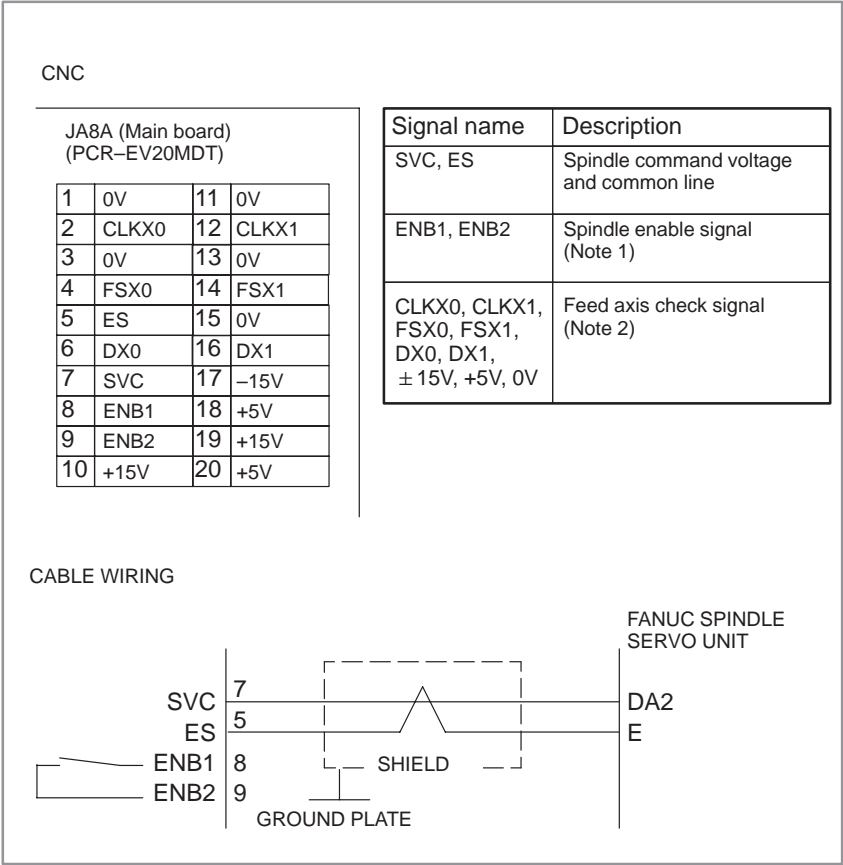 CNC
JA8A (Main board)
(PCR–EV20MDT)
1 0V 11 0V
2 CLKX0 12 CLKX1
3 0V 13 0V
4 FSX0 14 FSX1
5 ES 15 0V
6 DX0 16 DX1
7 SVC 17 –15V
8 ENB1 18 +5V
9 ENB2 19 +15V
10 +15V 20 +5V
Signal name Description
SVC, ES Spindle command voltage
and common line
ENB1, ENB2 Spindle enable signal
(Note 1)
CLKX0, CLKX1, Feed axis check signal
FSX0, FSX1, (Note 2)
DX0, DX1,
±15V, +5V, 0V
CABLE WIRING
FANUC SPINDLE
SERVO UNIT
SVC 7 DA2
ES 5 E
ENB1 8 SHIELD
ENB2 9
GROUND PLATE